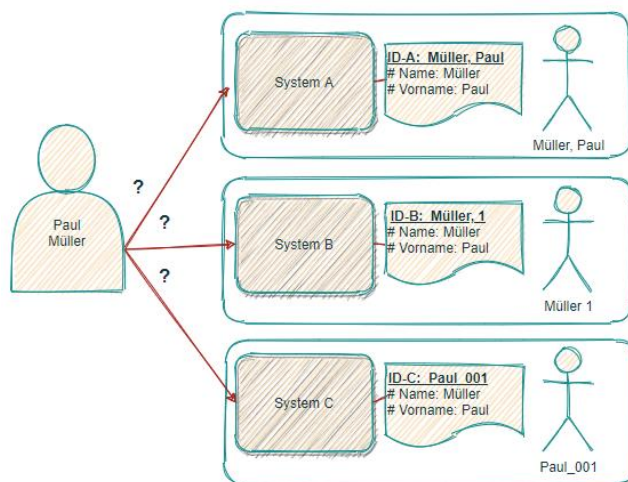 System A
ID-A: Müller, Paul
# Name: Müller
# Vorname: Paul
Müller, Paul
?
?
?
Paul
Müller
System B
ID-B: Müller, 1
# Name: Müller
# Vorname: Paul
Müller 1
System C
ID-C: Paul_001
# Name: Müller
# Vorname: Paul
Paul_001